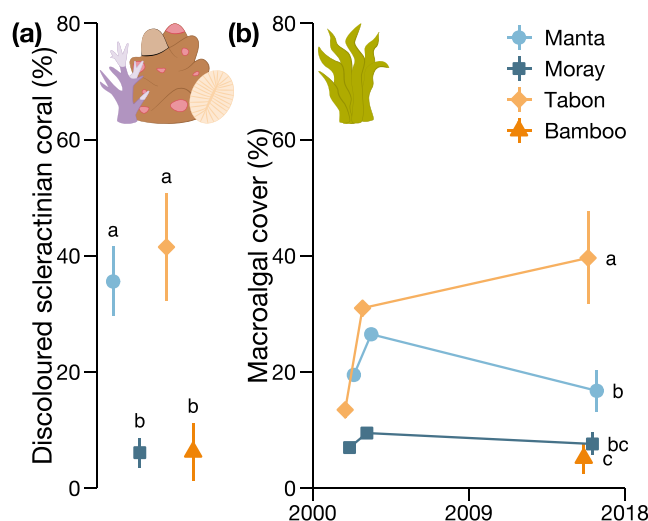 (a)
Discoloured scleractinian coral (%)
80
60
40
20
0
a
a
b
b
(b)
Macroalgal cover (%)
80
60
40
20
0
Manta
Moray
Tabon
Bamboo
a
b
bc
c
2000
2009
2018